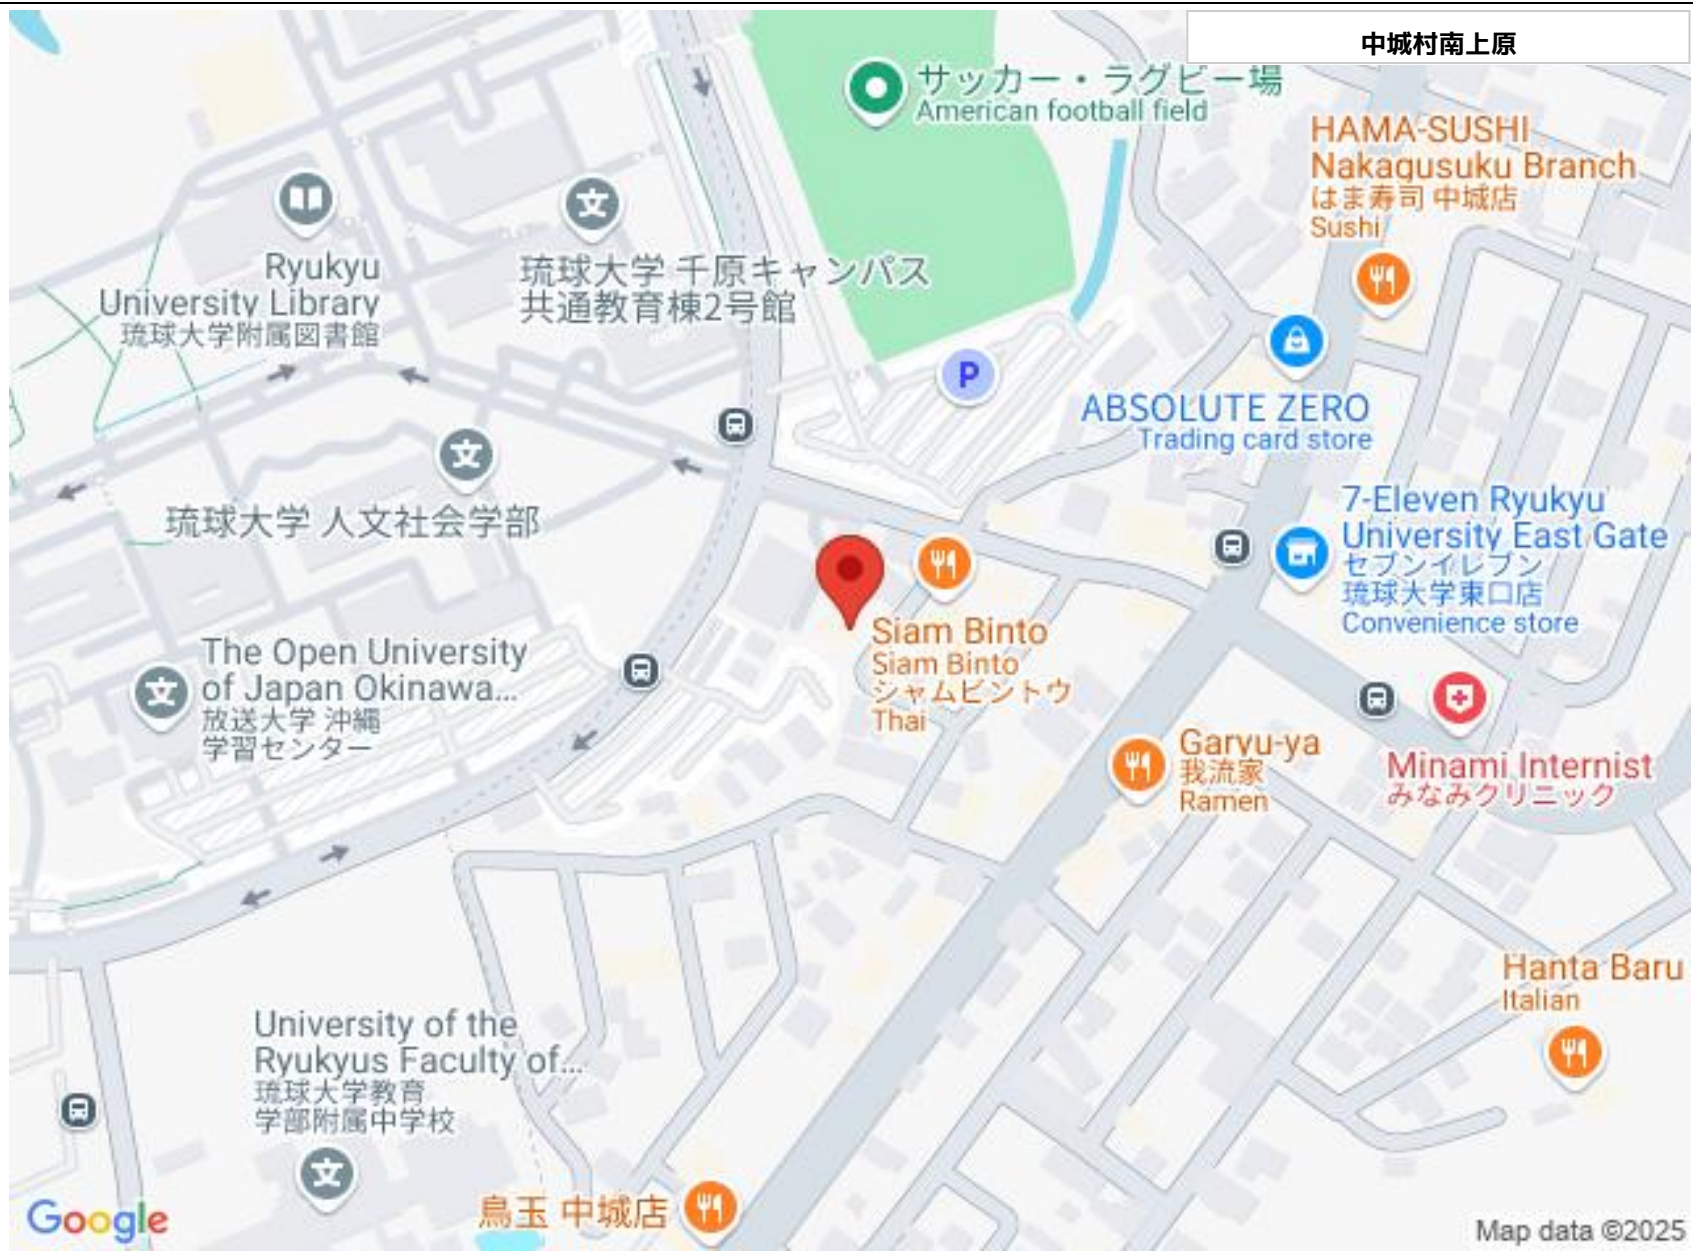 中城村南上原
サッカー・ラグビー場
American football field
HAMA-SUSHI
Nakagusuku Branch
はま寿司 中城店
Sushi
Ryukyu
University Library
琉球大学附属図書館
文
琉球大学 千原キャンパス
共通教育棟2号館
P
ABSOLUTE ZERO
Trading card store
文
琉球大学 人文社会学部
7-Eleven Ryukyu
University East Gate
セブンイレブン
琉球大学東口店
Convenience store
Siam Binto
Siam Binto
シャムビントウ
Thai
文
The Open University
of Japan Okinawa...
放送大学 沖縄
学習センター
Garyu-ya
我流家
Ramen
Minami Internist
みなみクリニック
Hanta Baru
Italian
University of the
Ryukyus Faculty of...
琉球大学教育
学部附属中学校
文
鳥玉 中城店
Google
Map data ©2025